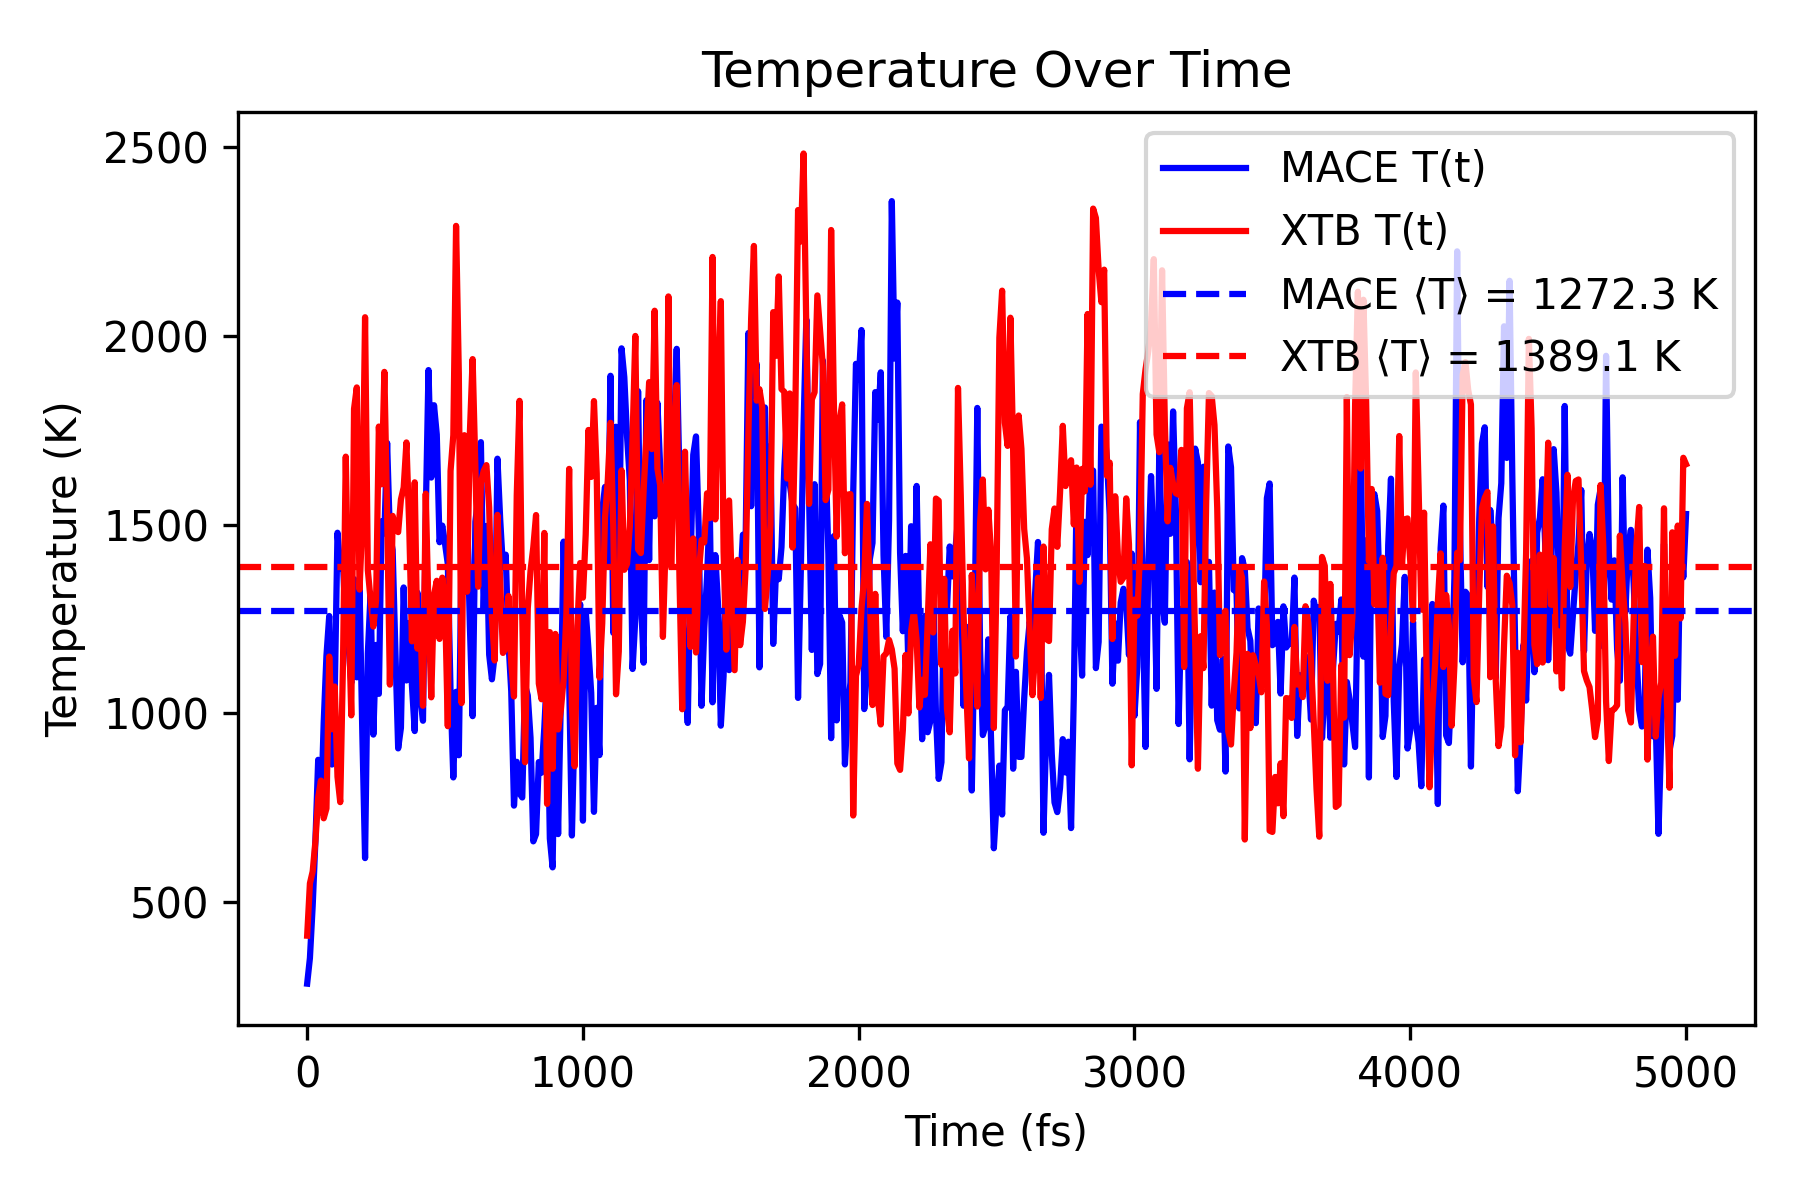 Temperature Over Time
Temperature (K)
2500
2000
1500
1000
500
MACE T(t)
XTB T(t)
MACE ⟨T⟩ = 1272.3 K
XTB ⟨T⟩ = 1389.1 K
0 1000 2000 3000 4000 5000
Time (fs)